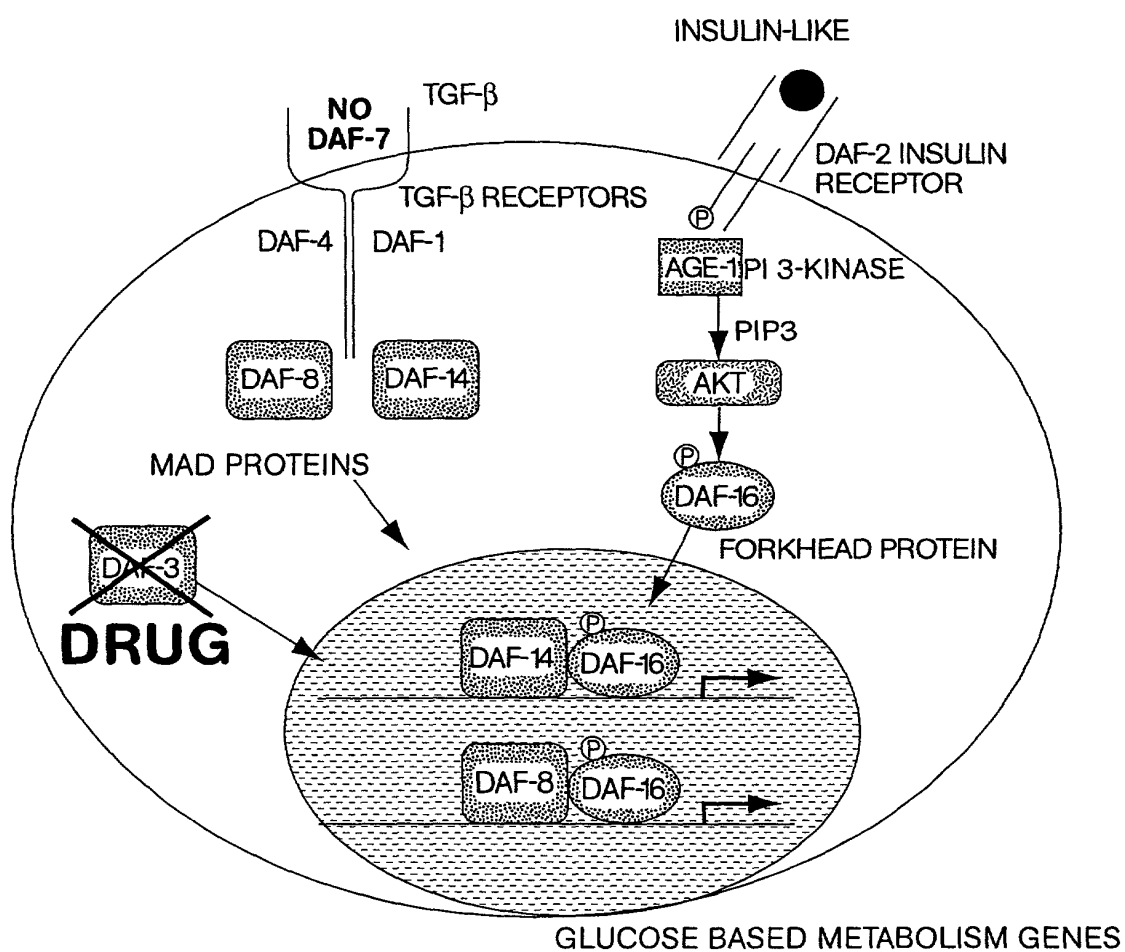 INSULIN-LIKE
NO
DAF-7
TGF-β
DAF-2 INSULIN
RECEPTOR
TGF-β RECEPTORS
DAF-4
DAF-1
P
AGE-1
PI 3-KINASE
PIP3
DAF-8
DAF-14
AKT
MAD PROTEINS
P
DAF-16
DAF-3
FORKHEAD PROTEIN
DRUG
P
DAF-14
DAF-16
P
DAF-8
DAF-16
GLUCOSE BASED METABOLISM GENES